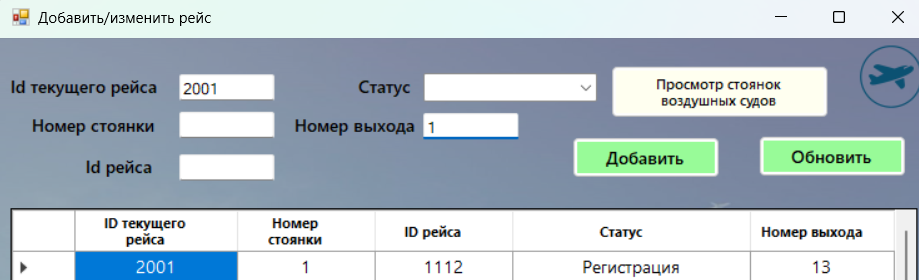 Добавить/изменить рейс
Id текущего рейса 2001 Статус Просмотр стоянок воздушных судов
Номер стоянки Номер выхода 1
Id рейса Добавить Обновить
ID текущего рейса Номер стоянки ID рейса Статус Номер выхода
2001 1 1112 Регистрация 13